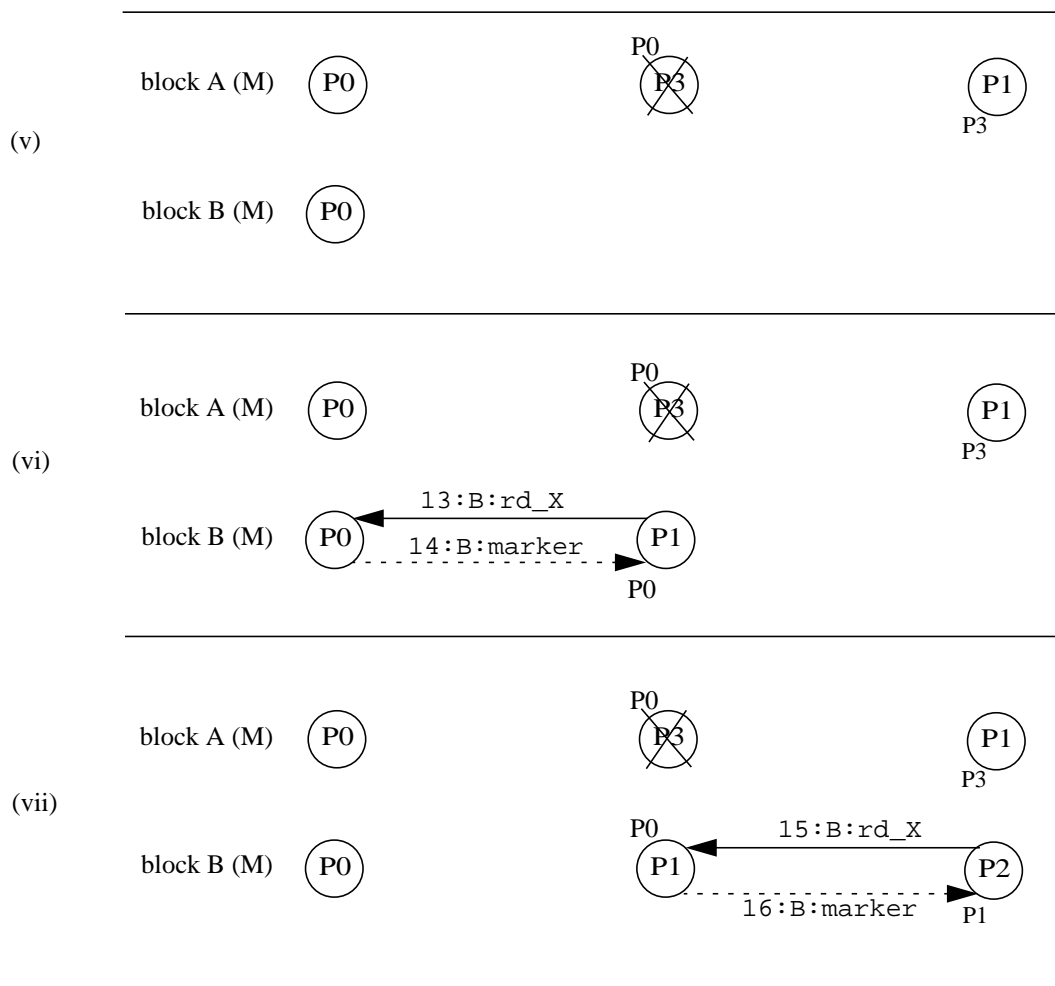 P0
block A (M) P0 P3 P1
P3
(v)
block B (M) P0
P0
block A (M) P0 P3 P1
P3
(vi)
13:B:rd_X
block B (M) P0 P1
14:B:marker
P0
P0
block A (M) P0 P3 P1
P3
(vii)
P0 15:B:rd_X
block B (M) P0 P1 P2
16:B:marker P1